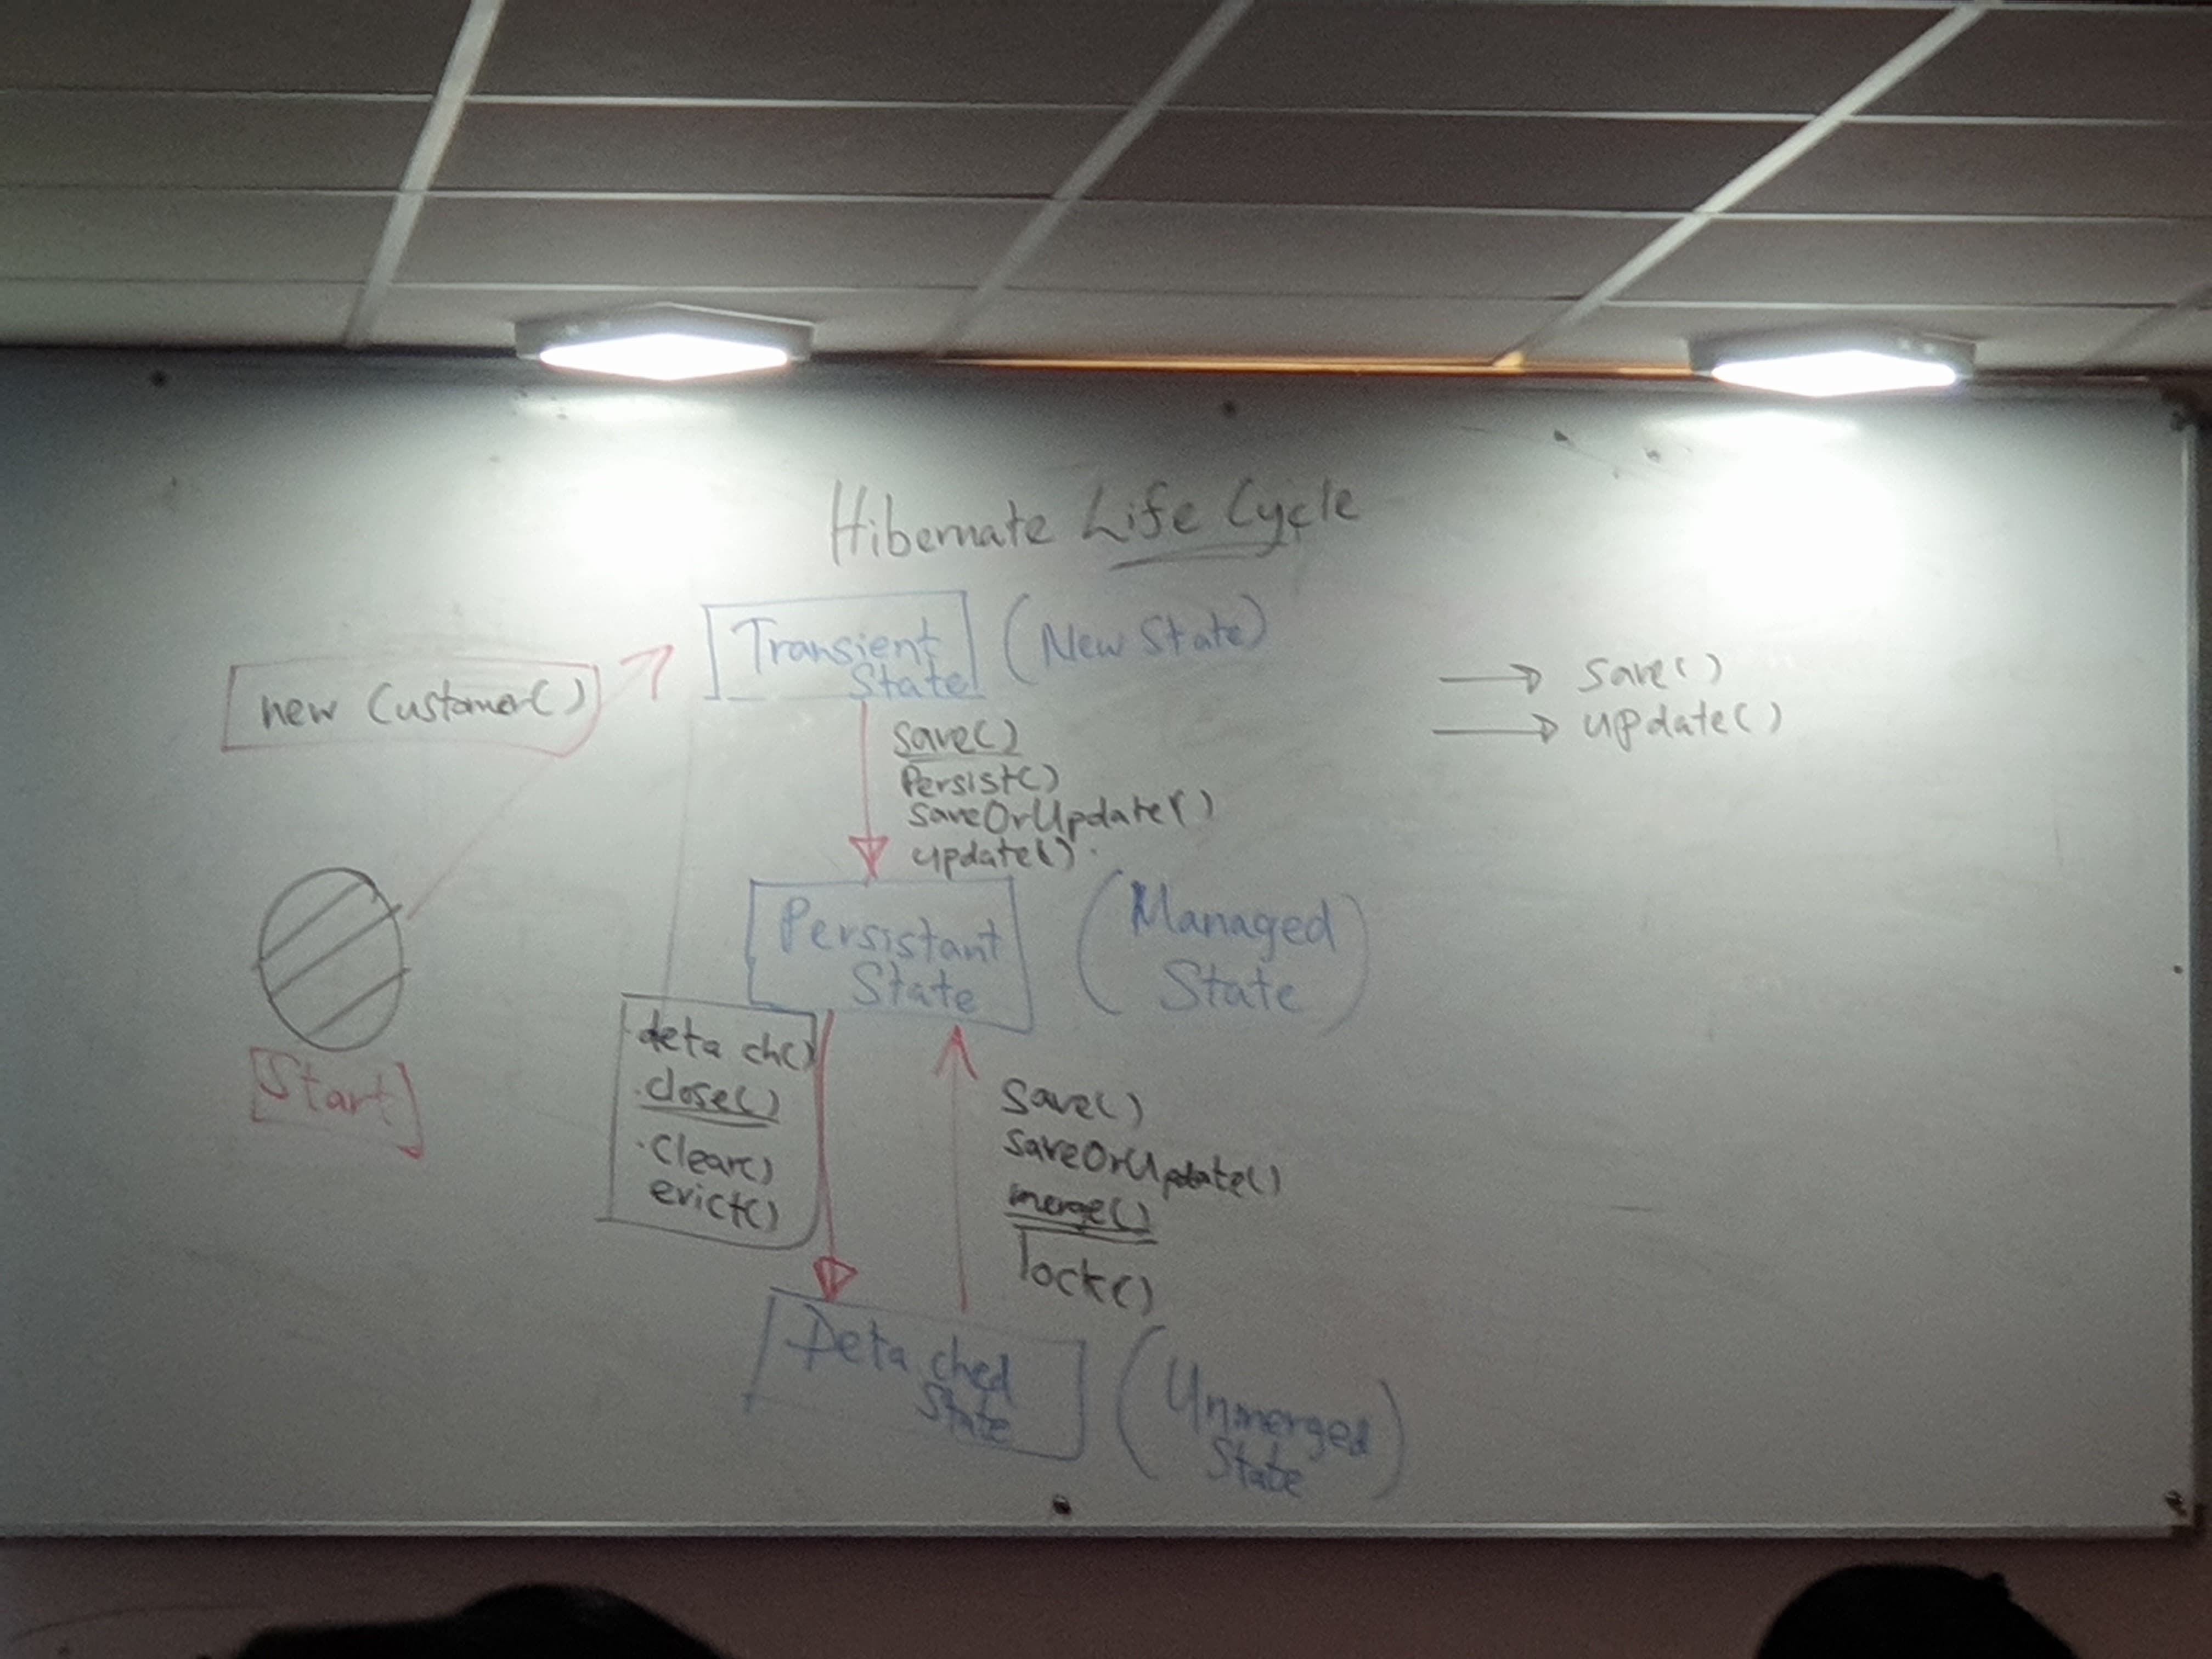 Hibernate Life Cycle
Transient
State
(New State)
new Customer()
save()
update()
save()
Persist()
saveOrUpdate()
update()
Persistant
State
(Managed
State)
Start
detach()
.close()
.clear()
evict()
save()
saveOrUpdate()
merge()
lock()
Detached
State
(Unmerged
State)